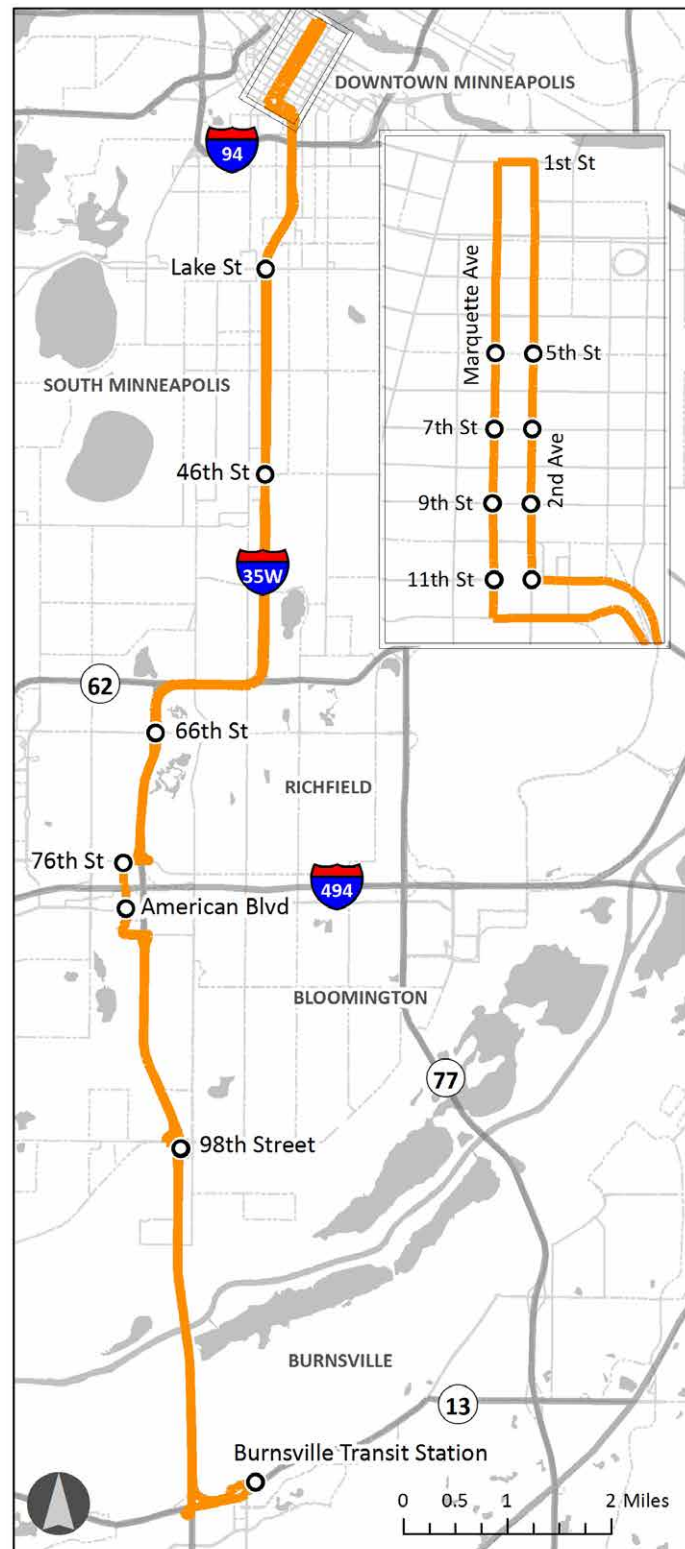 DOWNTOWN MINNEAPOLIS
94
1st St
Lake St
Marquette Ave
5th St
SOUTH MINNEAPOLIS
7th St
2nd Ave
46th St
9th St
35W
11th St
62
66th St
RICHFIELD
76th St
494
American Blvd
BLOOMINGTON
77
98th Street
BURNSVILLE
13
Burnsville Transit Station
0 0.5 1 2 Miles